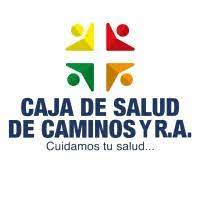 CAJA DE SALUD
DE CAMINOS Y R.A.
Cuidamos tu salud...